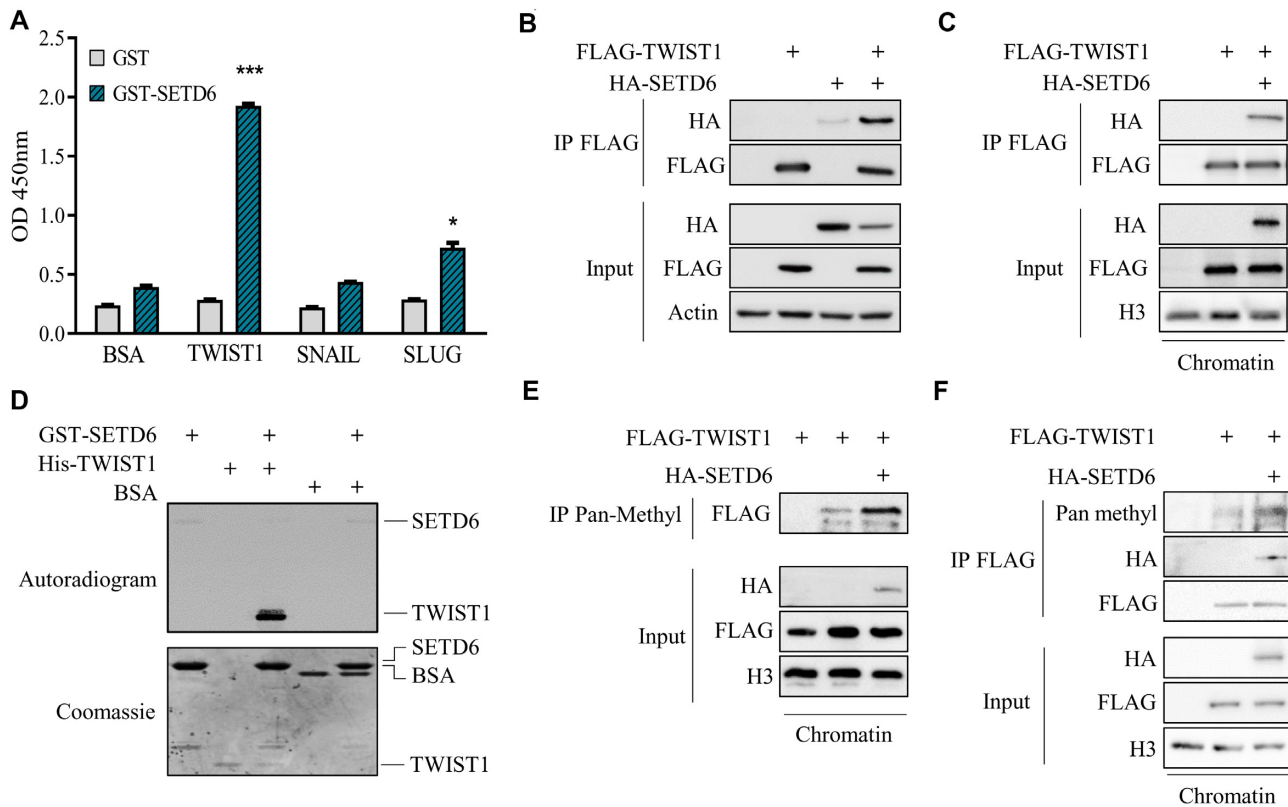 A
2.5
2.0
1.5
1.0
0.5
0.0
OD 450nm
GST
GST-SETD6
***
*
BSA TWIST1 SNAIL SLUG
B
FLAG-TWIST1 + +
HA-SETD6 + +
IP FLAG
HA
FLAG
Input
HA
FLAG
Actin
C
FLAG-TWIST1 + +
HA-SETD6 +
IP FLAG
HA
FLAG
Input
HA
FLAG
H3
Chromatin
D
GST-SETD6 + + +
His-TWIST1 + +
BSA + +
Autoradiogram
SETD6
TWIST1
Coomassie
SETD6
BSA
TWIST1
E
FLAG-TWIST1 + + +
HA-SETD6 +
IP Pan-Methyl FLAG
Input
HA
FLAG
H3
Chromatin
F
FLAG-TWIST1 + +
HA-SETD6 +
IP FLAG
Pan methyl
HA
FLAG
Input
HA
FLAG
H3
Chromatin